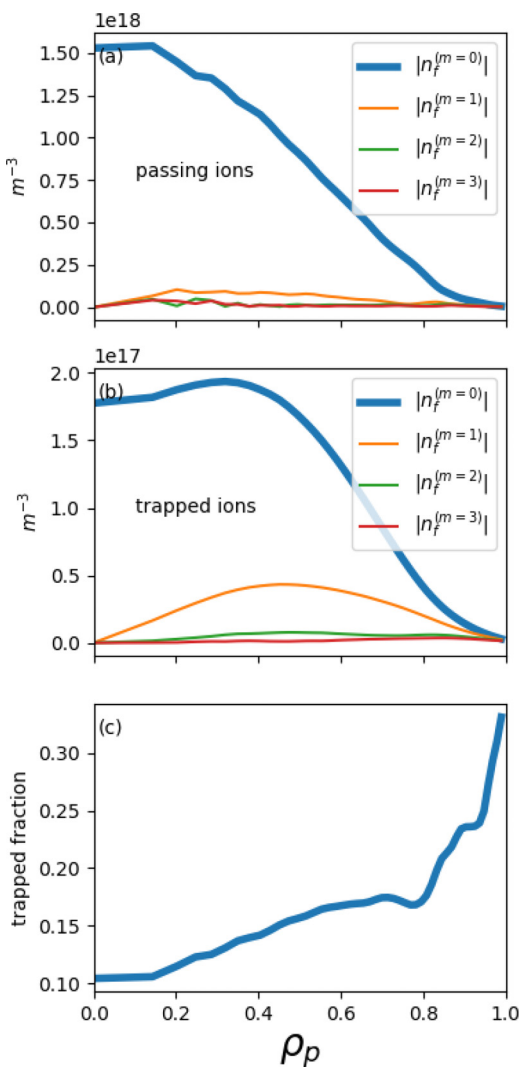 1e18
(a)
1.50
1.25
1.00
0.75
0.50
0.25
0.00
m⁻³
passing ions
|n_f^(m=0)|
|n_f^(m=1)|
|n_f^(m=2)|
|n_f^(m=3)|
1e17
(b)
2.0
1.5
1.0
0.5
0.0
m⁻³
trapped ions
|n_f^(m=0)|
|n_f^(m=1)|
|n_f^(m=2)|
|n_f^(m=3)|
(c)
0.30
0.25
0.20
0.15
0.10
trapped fraction
0.0 0.2 0.4 0.6 0.8 1.0
ρ_p